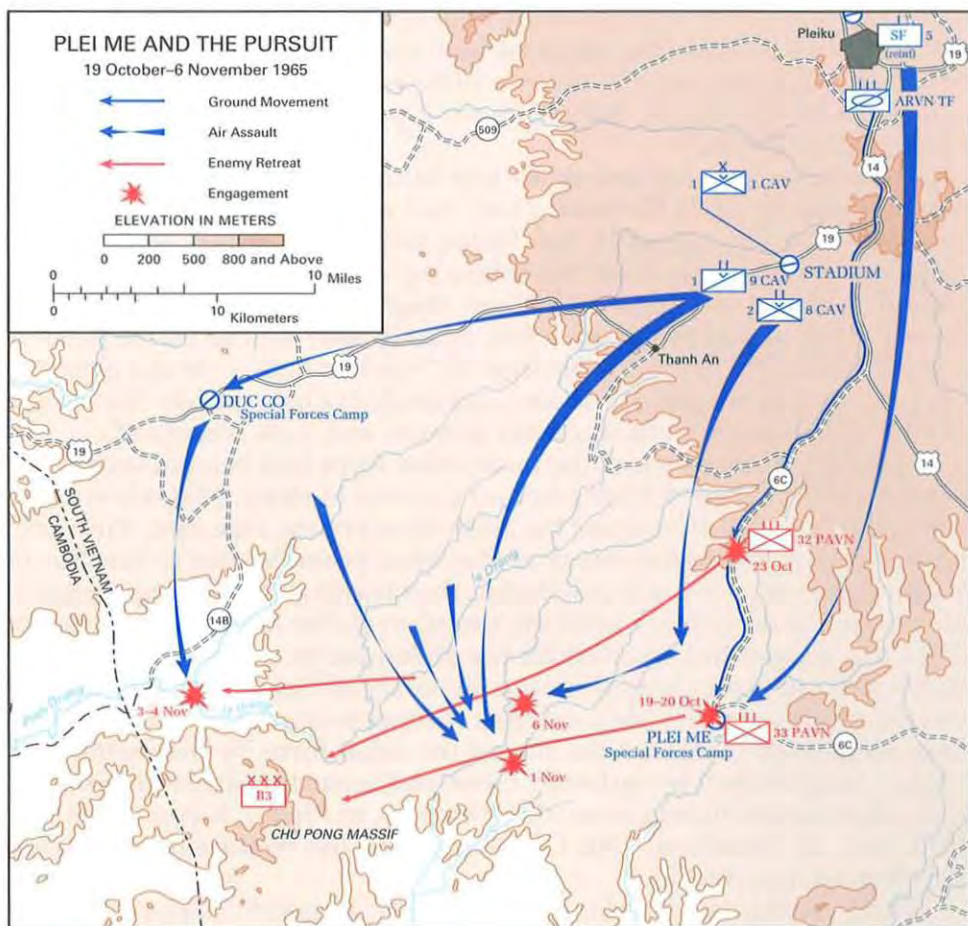 PLEI ME AND THE PURSUIT
19 October–6 November 1965
Ground Movement
Air Assault
Enemy Retreat
Engagement
ELEVATION IN METERS
0 200 500 800 and Above
0 10
Miles
0 10
Kilometers
Pleiku
SF 5
(reinf)
19
ARVN TF
509
14
X
1 1 CAV
19
STADIUM
1 9 CAV
2 8 CAV
Thanh An
19
DUC CO
Special Forces Camp
19
14
6C
SOUTH VIETNAM
CAMBODIA
32 PAVN
23 Oct
Ia Drang
14B
3–4 Nov
Ia Drang
6 Nov
19–20 Oct
PLEI ME
Special Forces Camp
33 PAVN
6C
1 Nov
XXX
B3
CHU PONG MASSIF